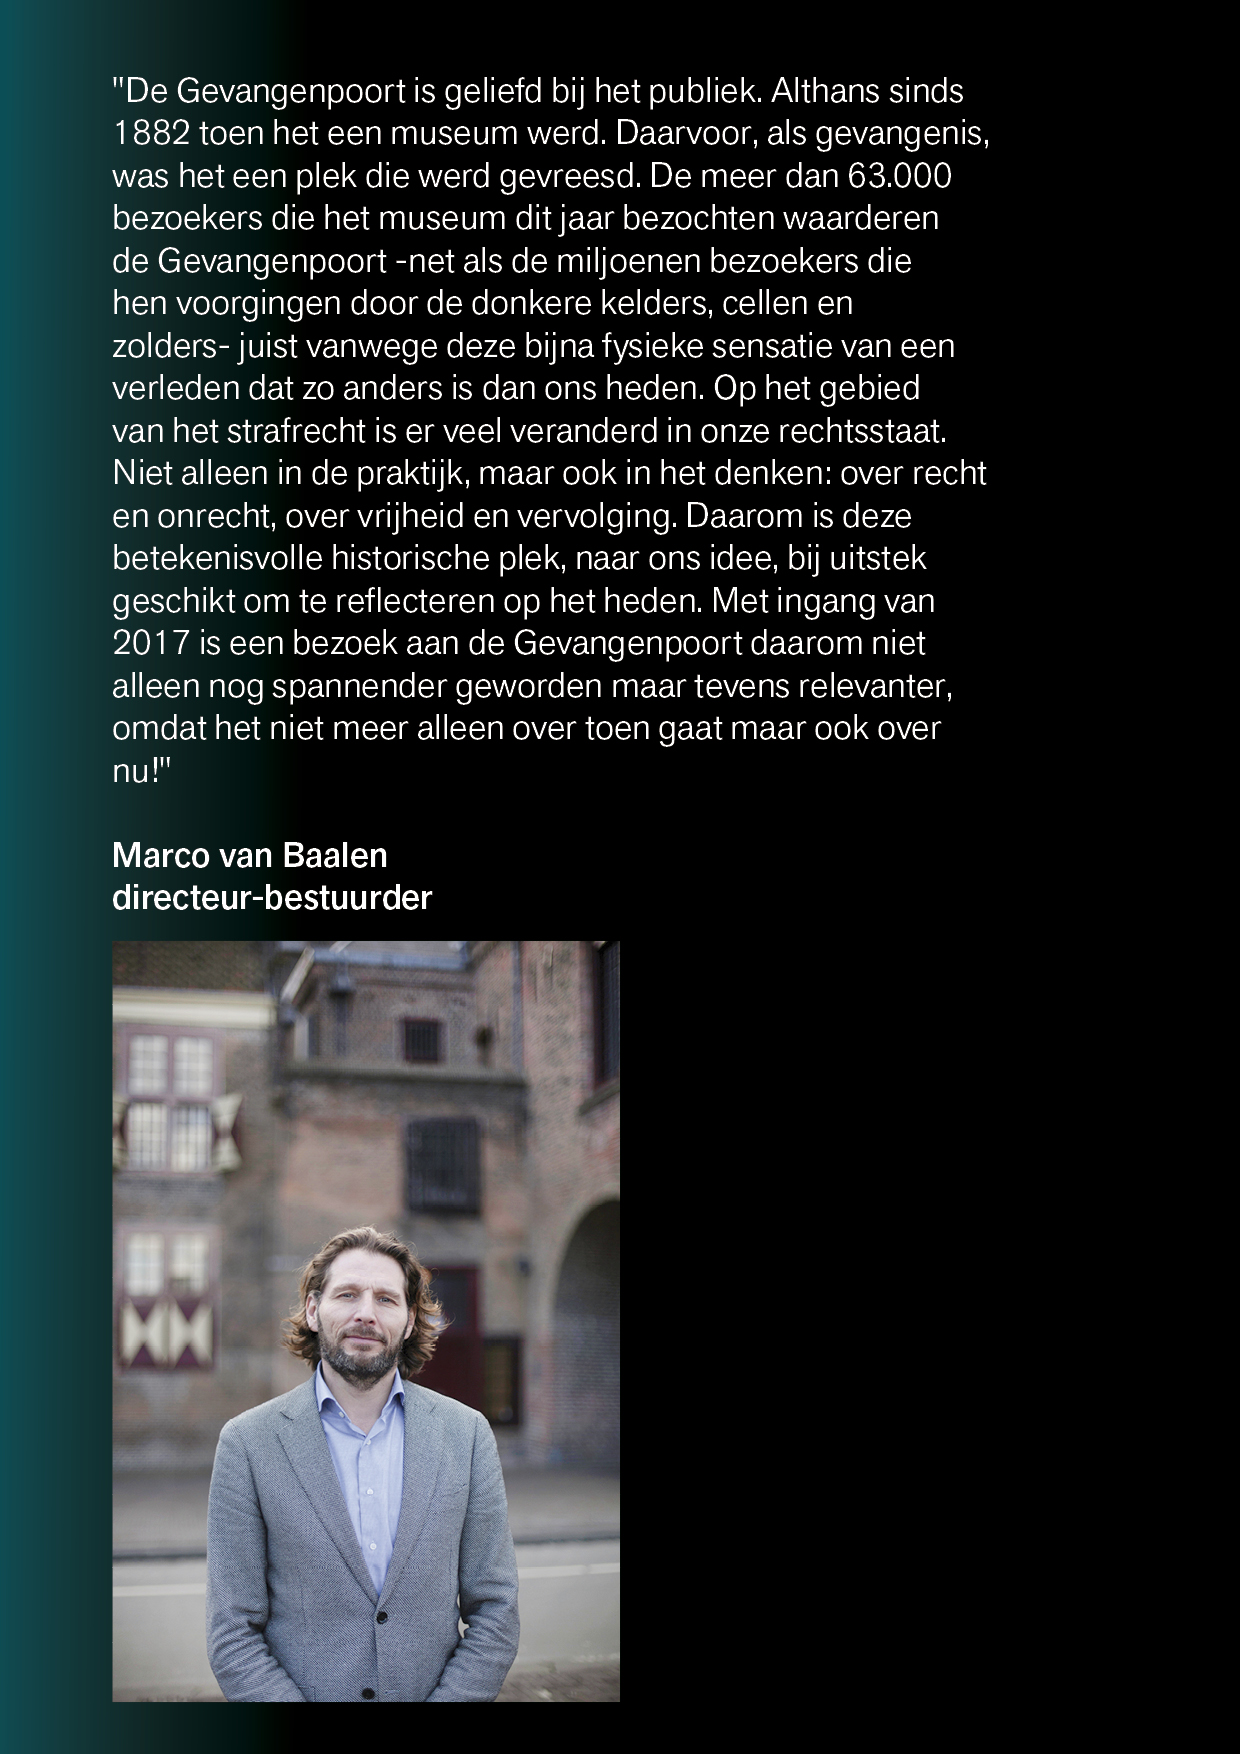 "De Gevangenpoort is geliefd bij het publiek. Althans sinds
1882 toen het een museum werd. Daarvoor, als gevangenis,
was het een plek die werd gevreesd. De meer dan 63.000
bezoekers die het museum dit jaar bezochten waarderen
de Gevangenpoort -net als de miljoenen bezoekers die
hen voorgingen door de donkere kelders, cellen en
zolders- juist vanwege deze bijna fysieke sensatie van een
verleden dat zo anders is dan ons heden. Op het gebied
van het strafrecht is er veel veranderd in onze rechtsstaat.
Niet alleen in de praktijk, maar ook in het denken: over recht
en onrecht, over vrijheid en vervolging. Daarom is deze
betekenisvolle historische plek, naar ons idee, bij uitstek
geschikt om te reflecteren op het heden. Met ingang van
2017 is een bezoek aan de Gevangenpoort daarom niet
alleen nog spannender geworden maar tevens relevanter,
omdat het niet meer alleen over toen gaat maar ook over
nu!"
Marco van Baalen
directeur-bestuurder